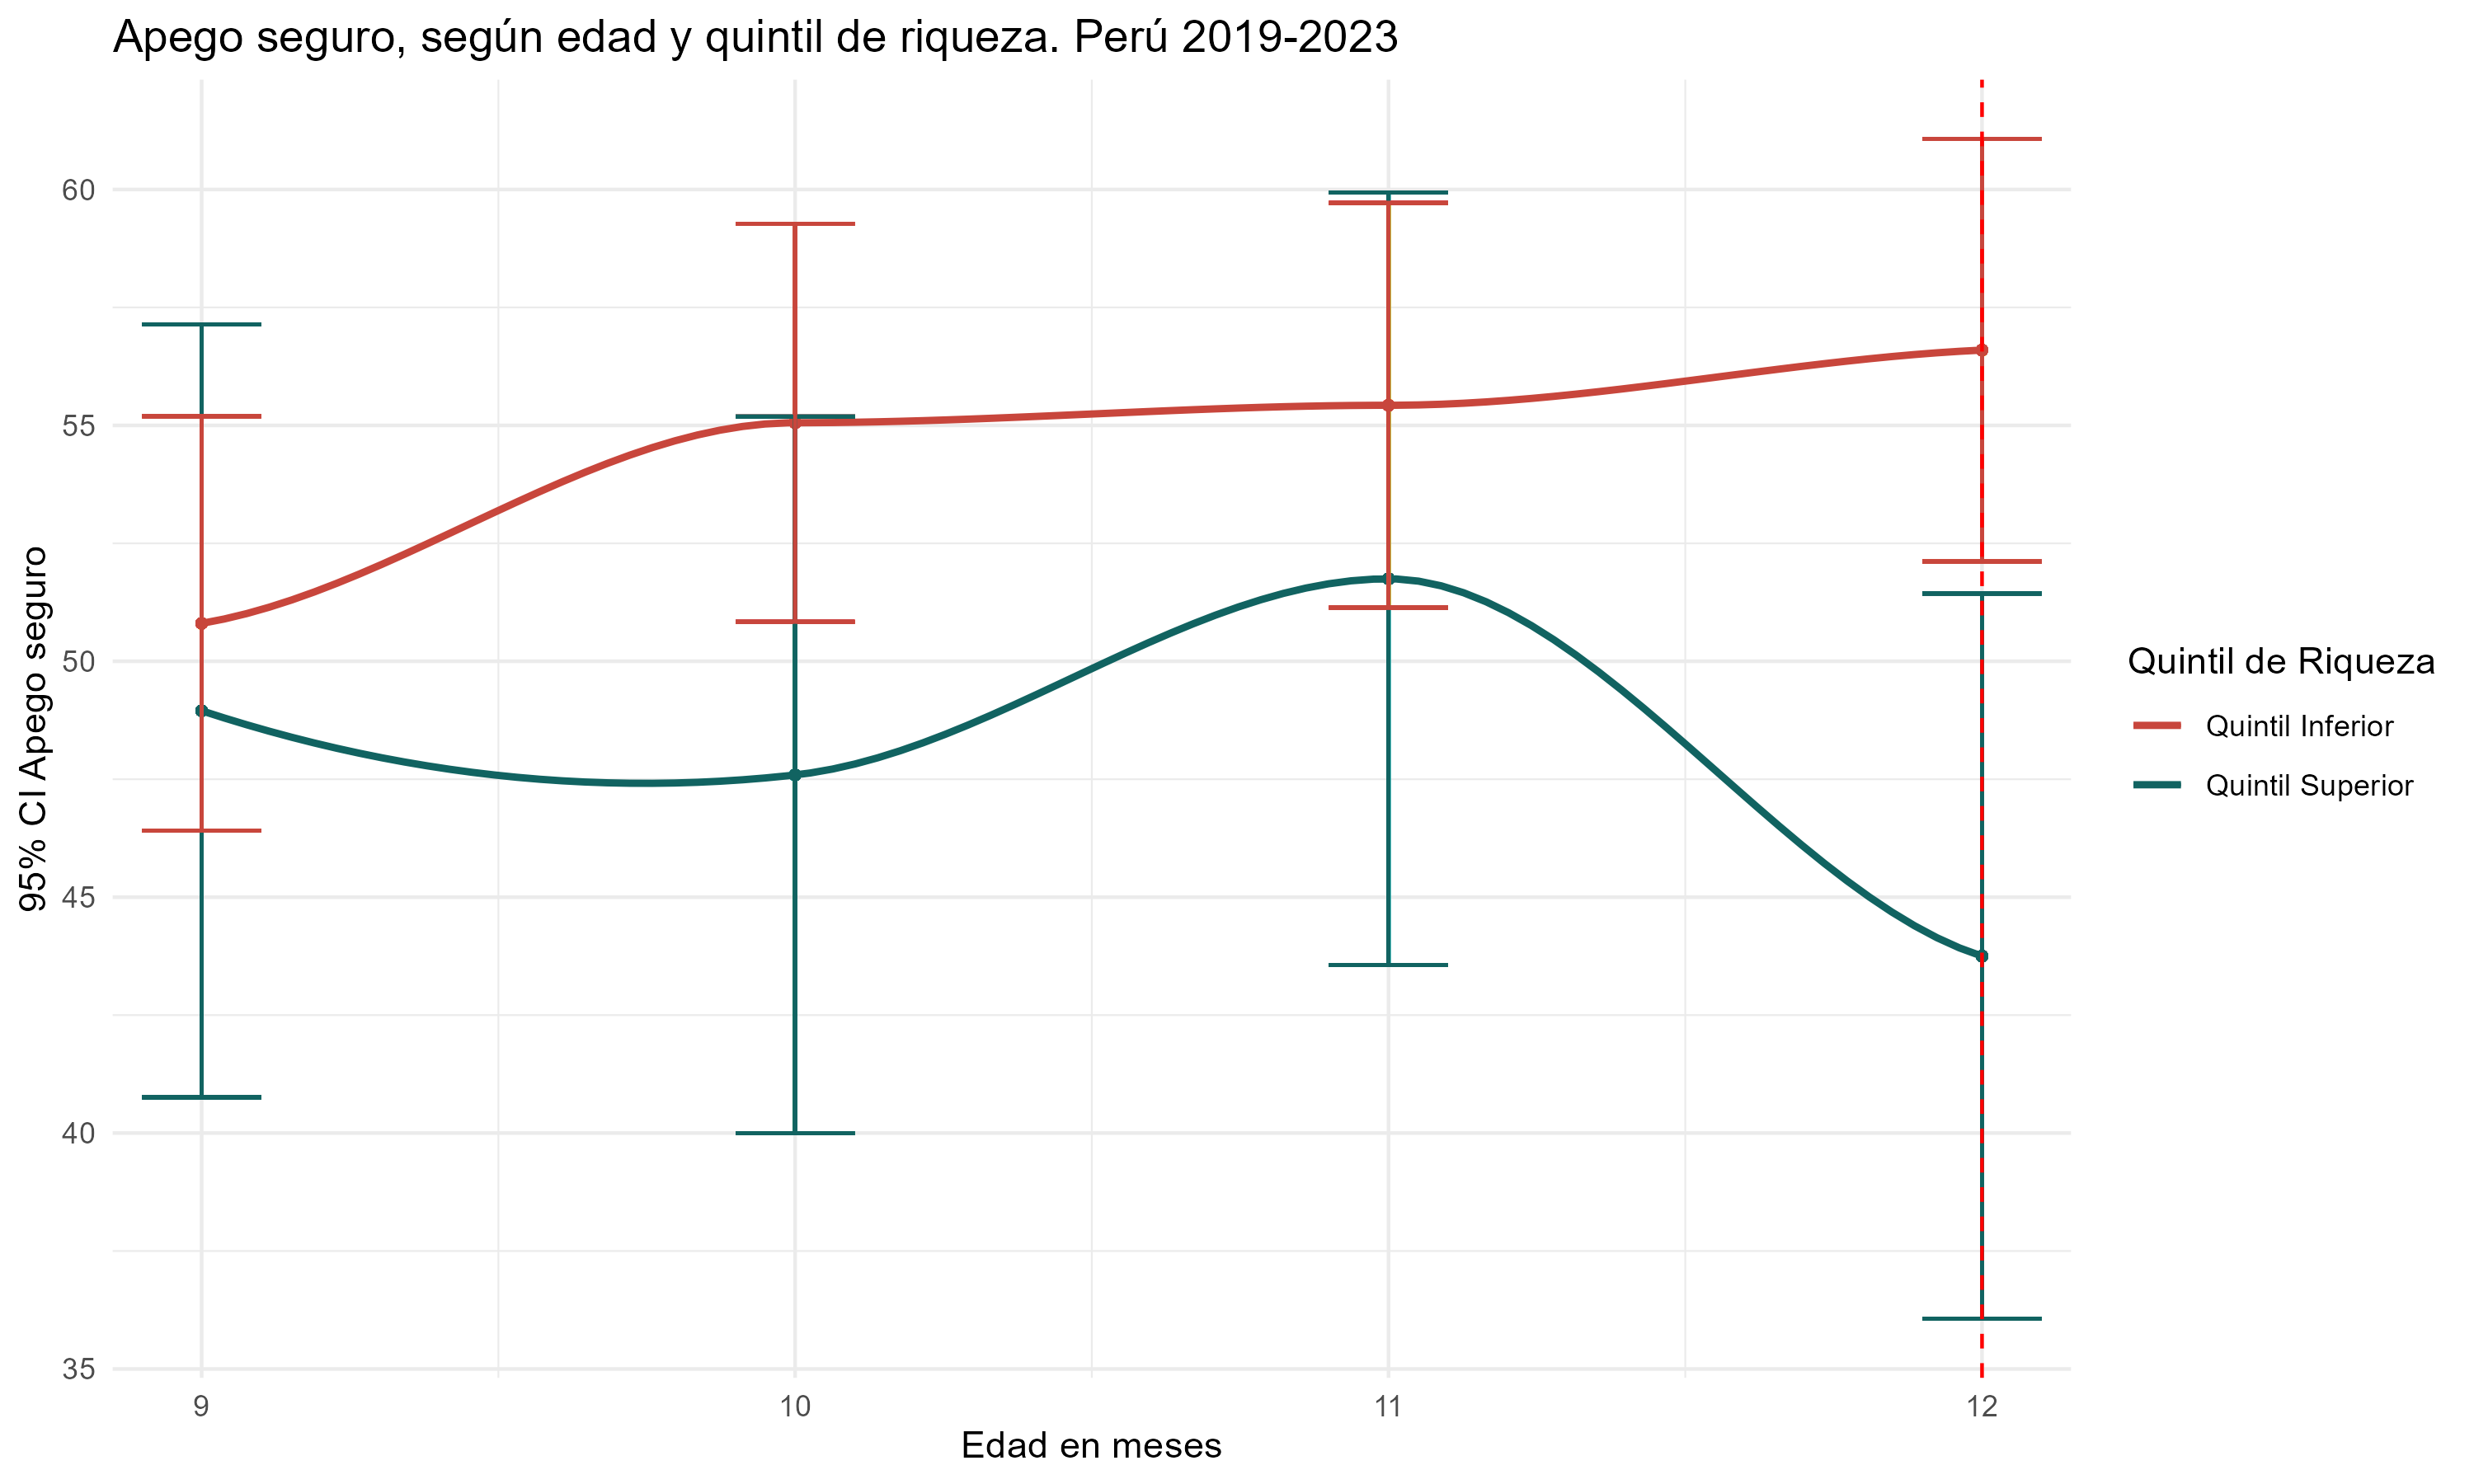 Apego seguro, según edad y quintil de riqueza. Perú 2019-2023
95% CI Apego seguro
60
55
50
45
40
35
9
10
11
12
Edad en meses
Quintil de Riqueza
Quintil Inferior
Quintil Superior